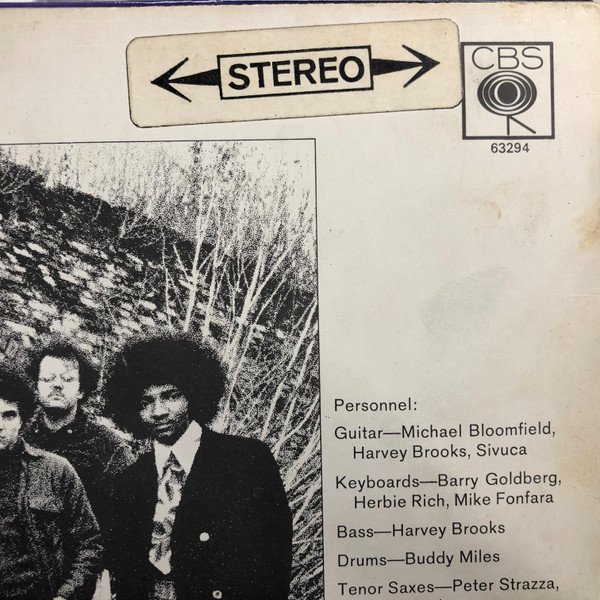 STEREO
CBS
63294
Personnel:
Guitar—Michael Bloomfield,
Harvey Brooks, Sivuca
Keyboards—Barry Goldberg,
Herbie Rich, Mike Fonfara
Bass—Harvey Brooks
Drums—Buddy Miles
Tenor Saxes—Peter Strazza,